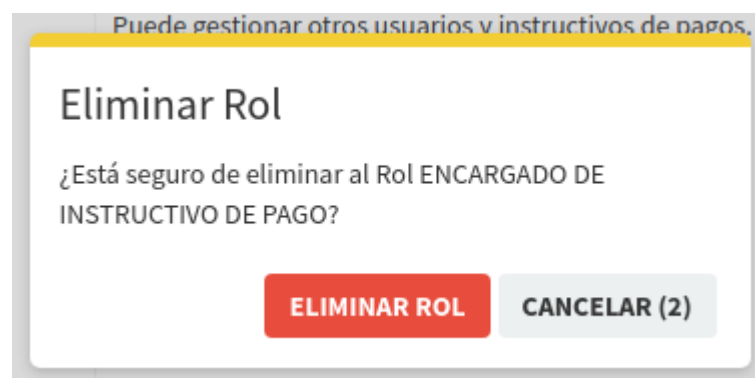 Puede gestionar otros usuarios y instructivos de pagos,
Eliminar Rol
¿Está seguro de eliminar al Rol ENCARGADO DE
INSTRUCTIVO DE PAGO?
ELIMINAR ROL
CANCELAR (2)